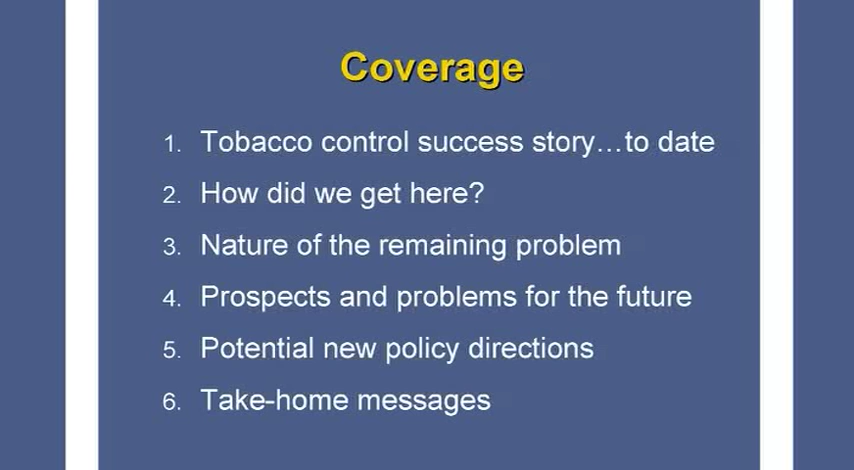 Coverage
1. Tobacco control success story…to date
2. How did we get here?
3. Nature of the remaining problem
4. Prospects and problems for the future
5. Potential new policy directions
6. Take-home messages